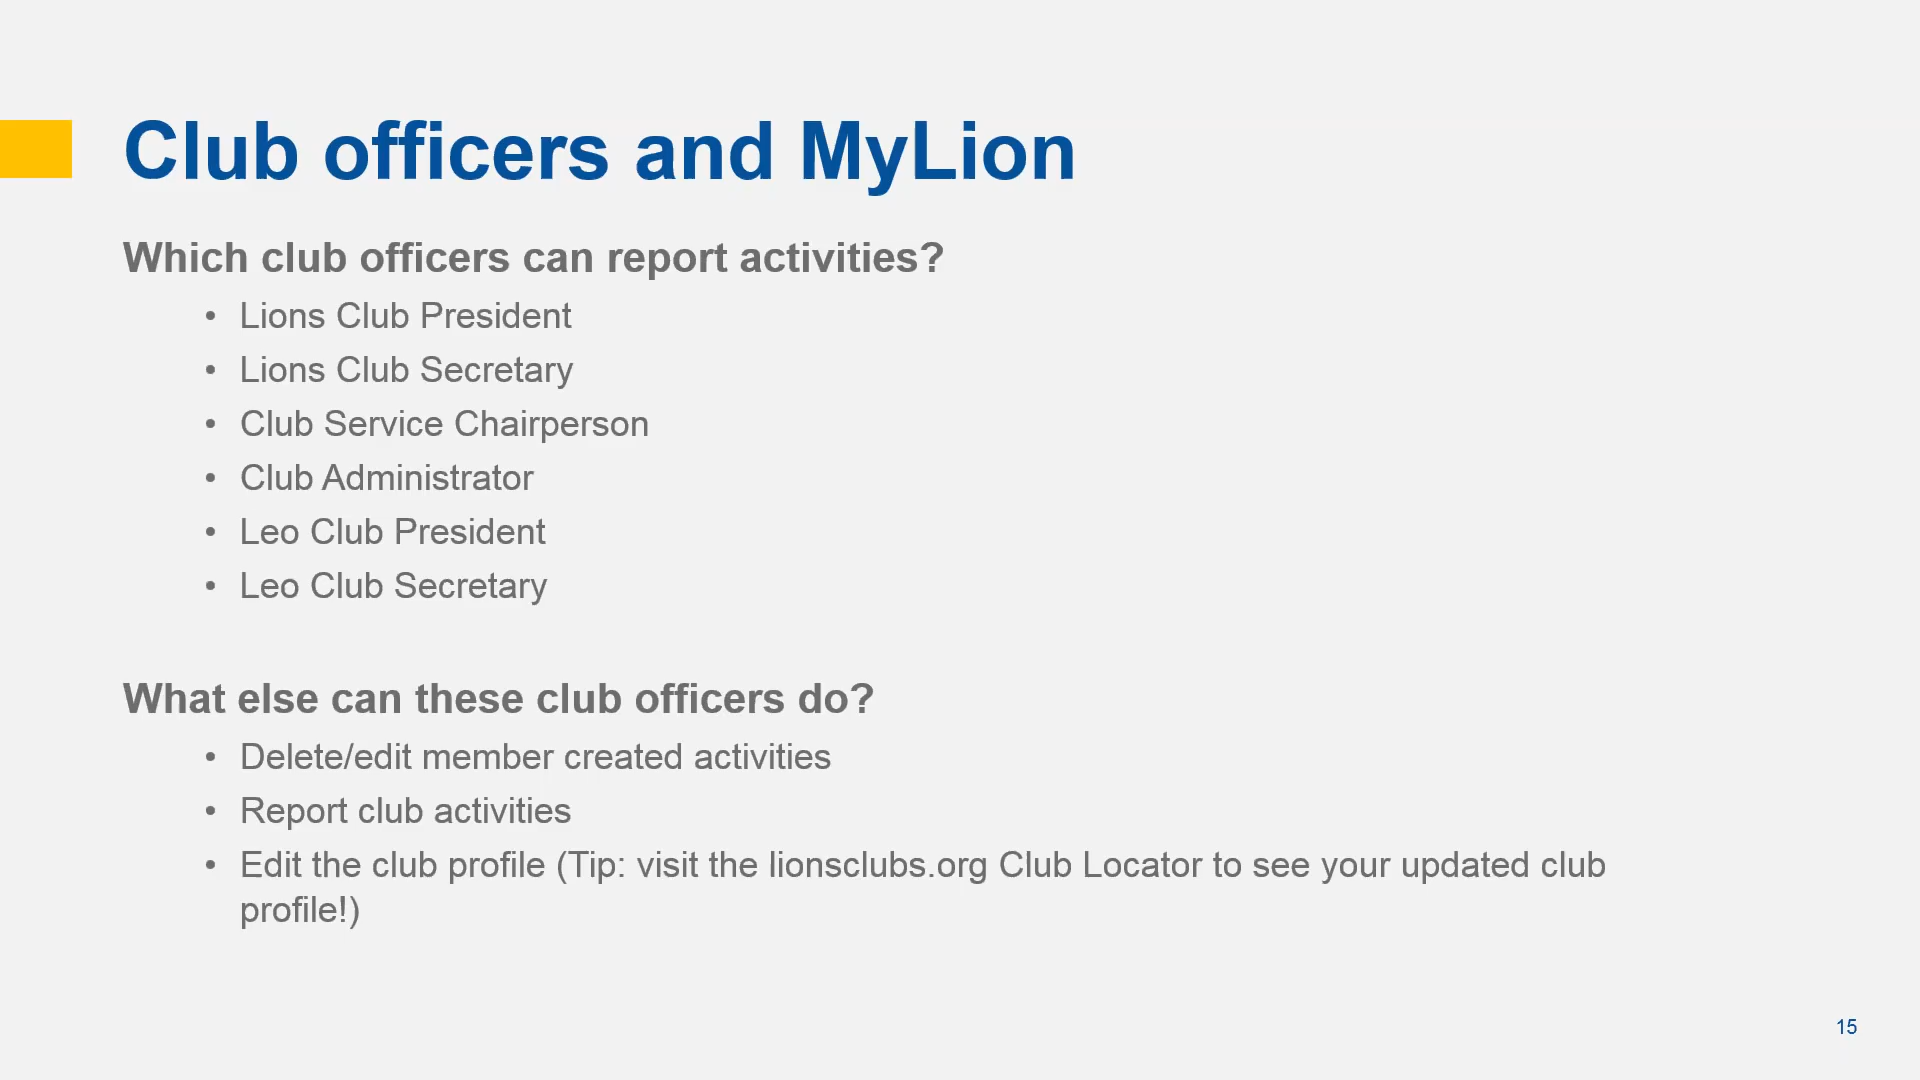 Club officers and MyLion
Which club officers can report activities?
• Lions Club President
• Lions Club Secretary
• Club Service Chairperson
• Club Administrator
• Leo Club President
• Leo Club Secretary
What else can these club officers do?
• Delete/edit member created activities
• Report club activities
• Edit the club profile (Tip: visit the lionsclubs.org Club Locator to see your updated club
profile!)
15